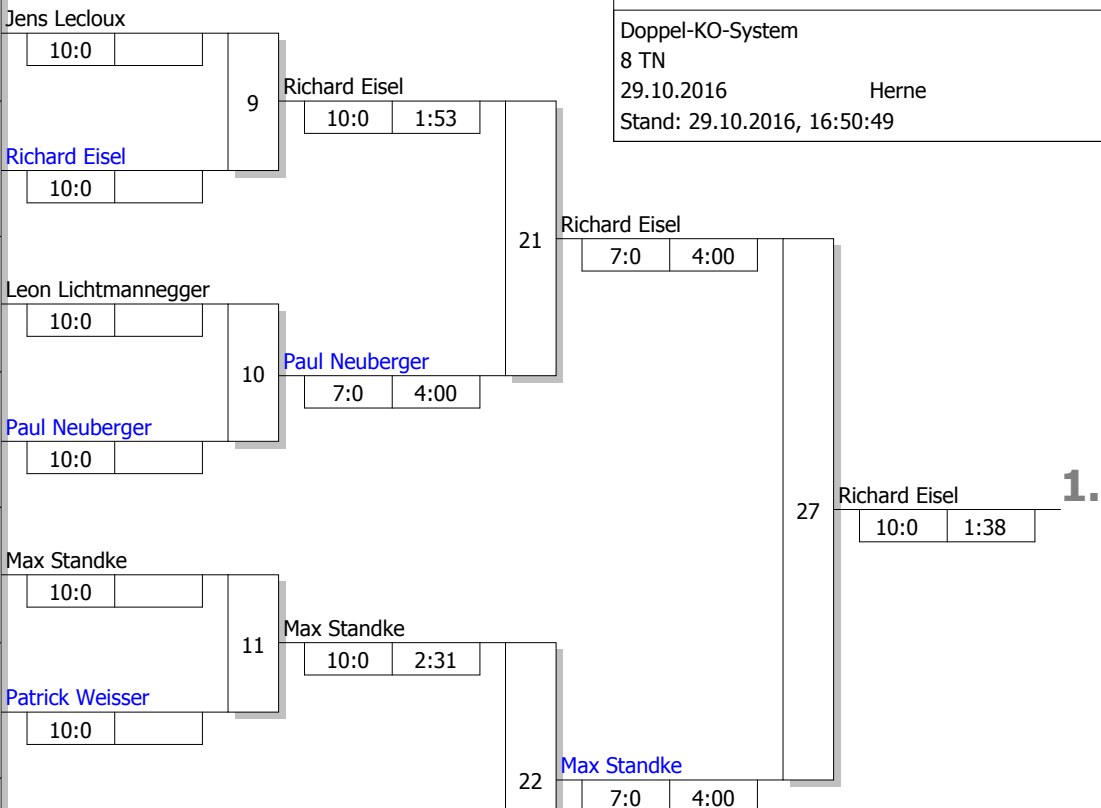 Jens Lecloux
10:0
Doppel-KO-System
8 TN
29.10.2016 Herne
Stand: 29.10.2016, 16:50:49
9
Richard Eisel
10:0 1:53
Richard Eisel
10:0
21
Richard Eisel
7:0 4:00
Leon Lichtmannegger
10:0
10
Paul Neuberger
7:0 4:00
Paul Neuberger
10:0
27
Richard Eisel
10:0 1:38
1.
Max Standke
10:0
11
Max Standke
10:0 2:31
Patrick Weisser
10:0
22
Max Standke
7:0 4:00